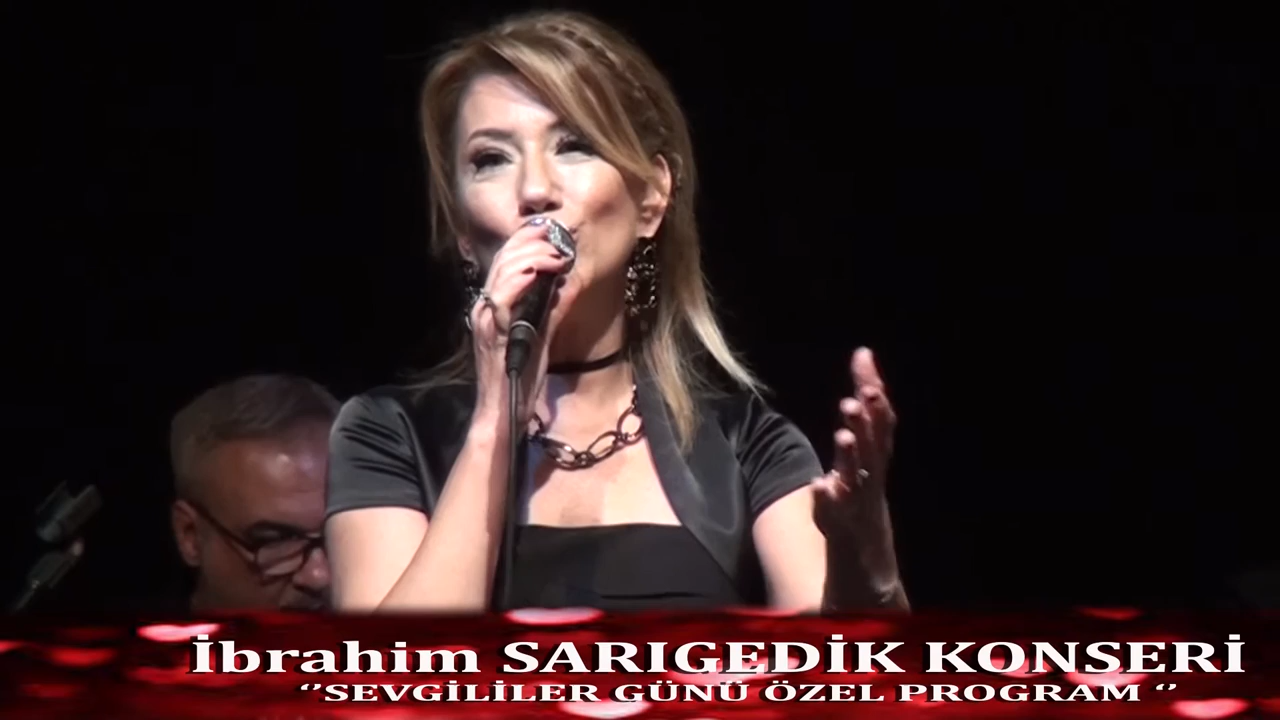 İbrahim SARIGEDİK KONSERİ
‘’SEVGİLİLER GÜNÜ ÖZEL PROGRAM ‘’